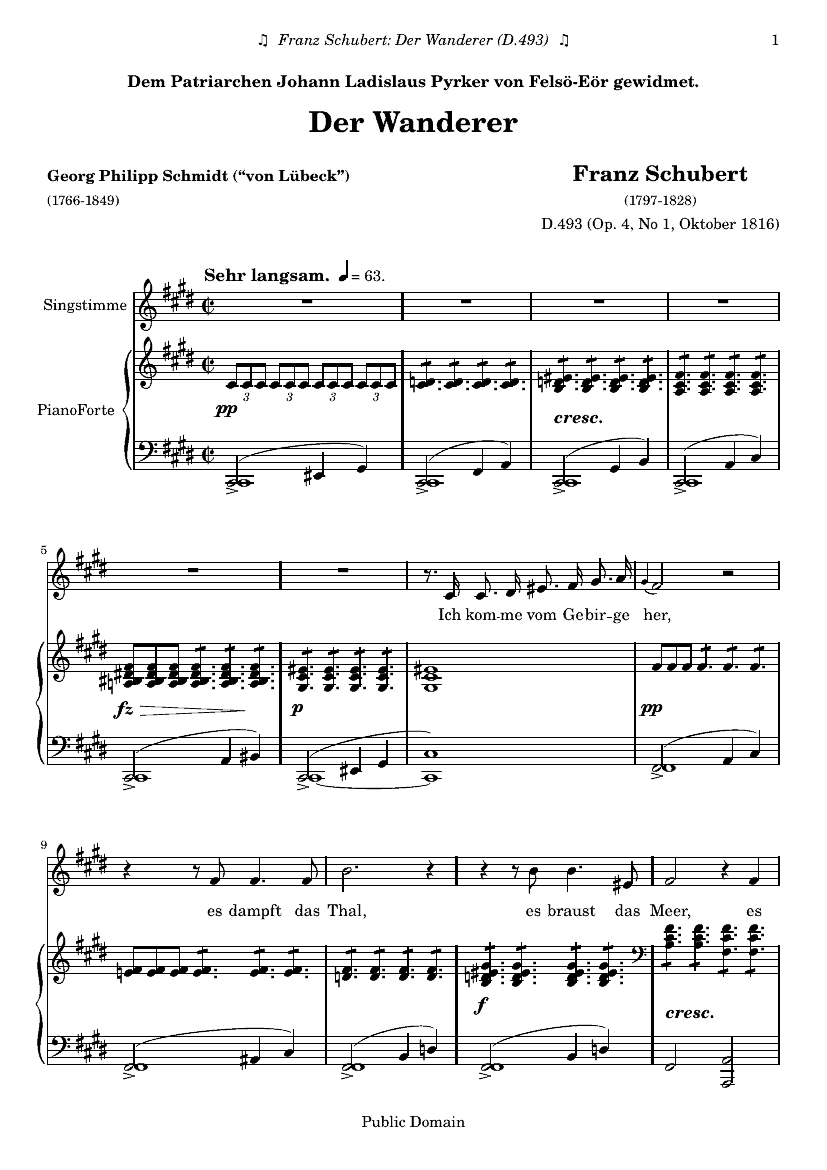 ♫ Franz Schubert: Der Wanderer (D.493) ♫ 1
Dem Patriarchen Johann Ladislaus Pyrker von Felsö-Eör gewidmet.
Der Wanderer
Georg Philipp Schmidt (“von Lübeck”)
(1766-1849)
Franz Schubert
(1797-1828)
D.493 (Op. 4, No 1, Oktober 1816)
Sehr langsam. ♩ = 63.
Singstimme
PianoForte
3 3 3 3
pp
cresc.
5
Ich kom-me vom Gebir-ge her,
fz p pp
9
es dampft das Thal, es braust das Meer, es
f cresc.
Public Domain